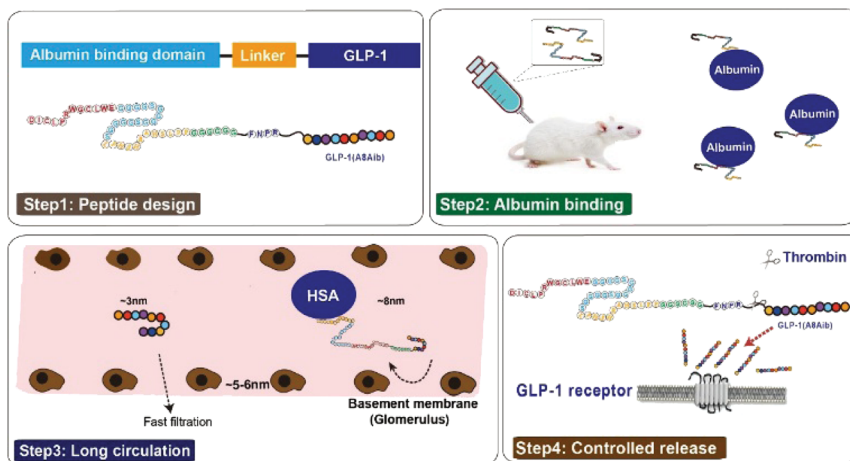 Albumin binding domain
Linker
GLP-1
FNPR
GLP-1(A8Aib)
Step1: Peptide design
Albumin
Albumin
Albumin
Step2: Albumin binding
~3nm
HSA
~8nm
~5-6nm
Fast filtration
Basement membrane
(Glomerulus)
Step3: Long circulation
Thrombin
FNPR
GLP-1(A8Aib)
GLP-1 receptor
Step4: Controlled release